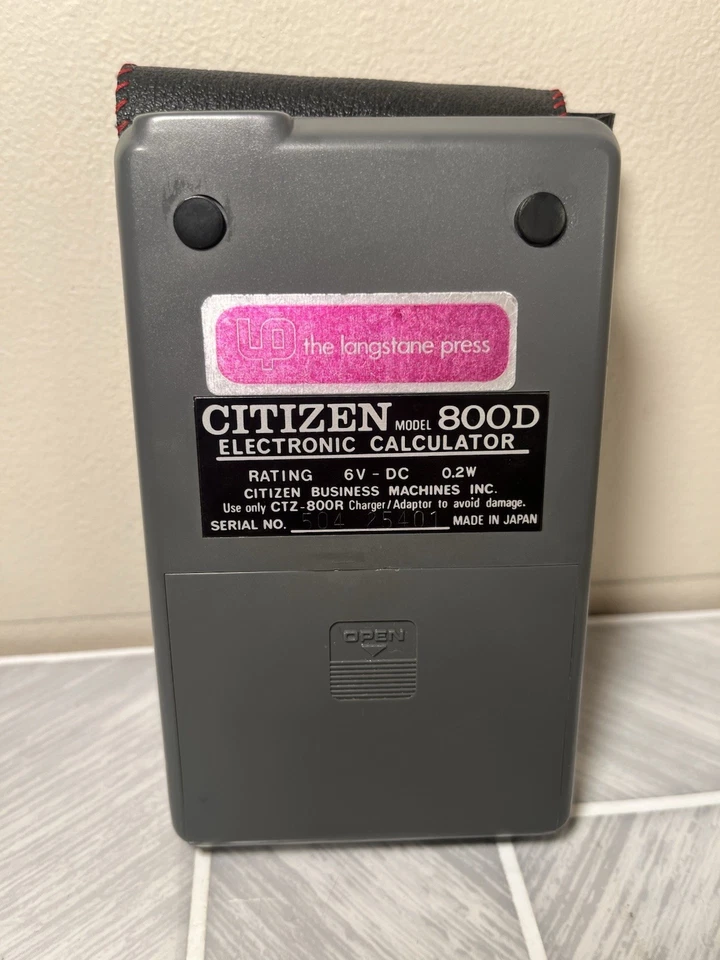 LP the langstane press
CITIZEN MODEL 800D
ELECTRONIC CALCULATOR
RATING 6V - DC 0.2W
CITIZEN BUSINESS MACHINES INC.
Use only CTZ-800R Charger/Adaptor to avoid damage.
SERIAL NO. 504 25401 MADE IN JAPAN
OPEN